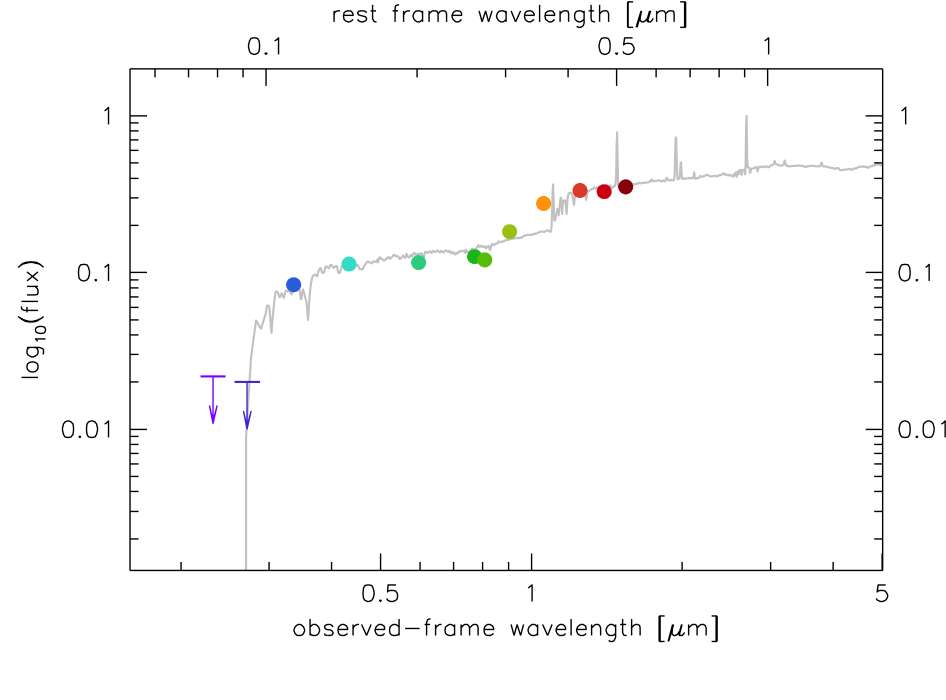 rest frame wavelength [μm]
0.1 0.5 1
1 1
0.1 0.1
log10(flux)
0.01 0.01
0.5 1 5
observed-frame wavelength [μm]